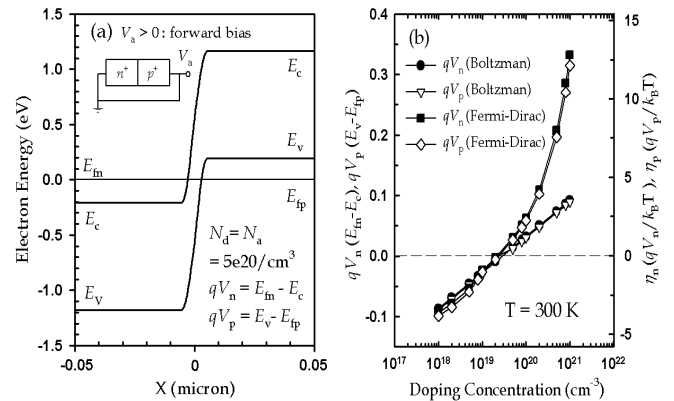 (a) Vₐ > 0 : forward bias
Vₐ
n⁺ p⁺
E_c
E_v
E_fn
E_fp
E_c
E_v
N_d = N_a
= 5e20/cm³
qV_n = E_fn - E_c
qV_p = E_v - E_fp
Electron Energy (eV)
1.5
1.0
0.5
0.0
-0.5
-1.0
-1.5
-0.05 0 0.05
X (micron)
(b)
qV_n (Boltzman)
qV_p (Boltzman)
qV_n (Fermi-Dirac)
qV_p (Fermi-Dirac)
T = 300 K
qV_n (E_fn-E_c), qV_p (E_v-E_fp)
0.4
0.3
0.2
0.1
0.0
-0.1
15
10
5
0
-5
η_n (qV_n/k_BT), η_p (qV_p/k_BT)
10¹⁷ 10¹⁸ 10¹⁹ 10²⁰ 10²¹ 10²²
Doping Concentration (cm⁻³)